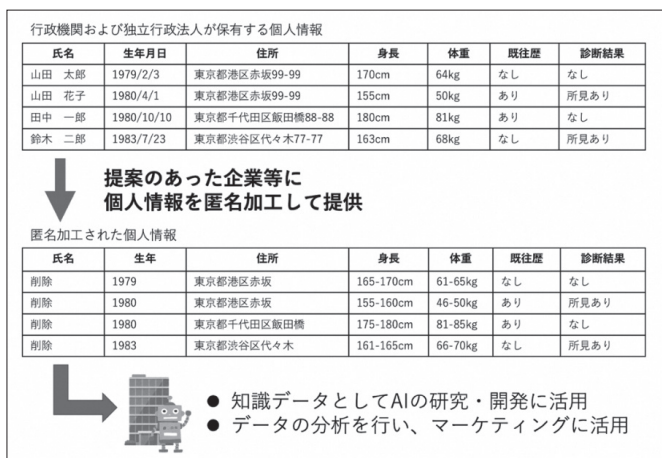 行政機関および独立行政法人が保有する個人情報
氏名 生年月日 住所 身長 体重 既往歴 診断結果
山田 太郎 1979/2/3 東京都港区赤坂99-99 170cm 64kg なし なし
山田 花子 1980/4/1 東京都港区赤坂99-99 155cm 50kg あり 所見あり
田中 一郎 1980/10/10 東京都千代田区飯田橋88-88 180cm 81kg あり なし
鈴木 二郎 1983/7/23 東京都渋谷区代々木77-77 163cm 68kg なし 所見あり
提案のあった企業等に
個人情報を匿名加工して提供
匿名加工された個人情報
氏名 生年 住所 身長 体重 既往歴 診断結果
削除 1979 東京都港区赤坂 165-170cm 61-65kg なし なし
削除 1980 東京都港区赤坂 155-160cm 46-50kg あり 所見あり
削除 1980 東京都千代田区飯田橋 175-180cm 81-85kg あり なし
削除 1983 東京都渋谷区代々木 161-165cm 66-70kg なし 所見あり
● 知識データとしてAIの研究・開発に活用
● データの分析を行い、マーケティングに活用